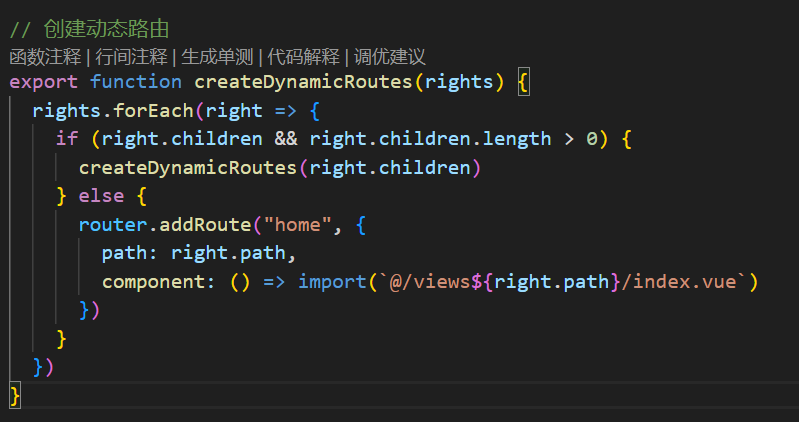 // 创建动态路由
函数注释 | 行间注释 | 生成单测 | 代码解释 | 调优建议
export function createDynamicRoutes(rights) {
  rights.forEach(right => {
    if (right.children && right.children.length > 0) {
      createDynamicRoutes(right.children)
    } else {
      router.addRoute("home", {
        path: right.path,
        component: () => import(`@/views${right.path}/index.vue`)
      })
    }
  })
}